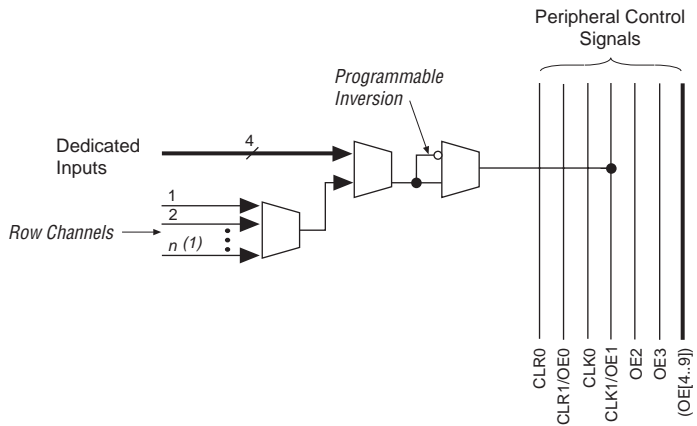 Peripheral Control
Signals
Programmable
Inversion
Dedicated
Inputs
4
1
2
Row Channels
n (1)
CLR0
CLR1/OE0
CLK0
CLK1/OE1
OE2
OE3
(OE[4..9])